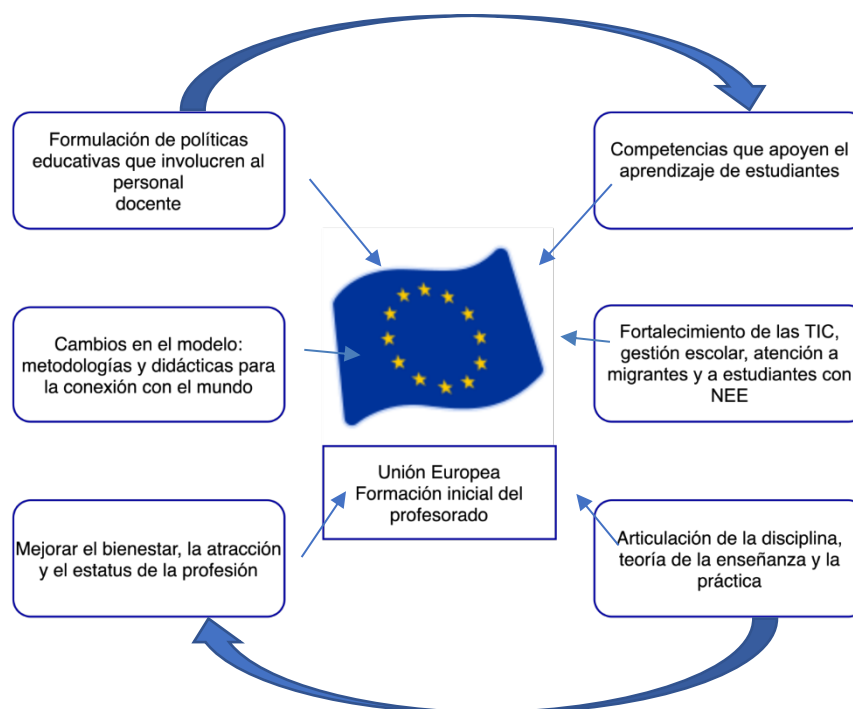 Formulación de políticas
educativas que involucren al
personal
docente
Competencias que apoyen el
aprendizaje de estudiantes
Cambios en el modelo:
metodologías y didácticas para
la conexión con el mundo
Fortalecimiento de las TIC,
gestión escolar, atención a
migrantes y a estudiantes con
NEE
Unión Europea
Formación inicial del
profesorado
Mejorar el bienestar, la atracción
y el estatus de la profesión
Articulación de la disciplina,
teoría de la enseñanza y la
práctica